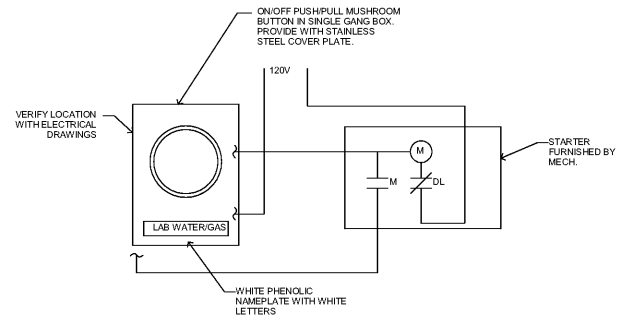 ON/OFF PUSH/PULL MUSHROOM
BUTTON IN SINGLE GANG BOX.
PROVIDE WITH STAINLESS
STEEL COVER PLATE.
120V
VERIFY LOCATION
WITH ELECTRICAL
DRAWINGS
M
STARTER
FURNISHED BY
MECH.
M
DL
LAB WATER/GAS
WHITE PHENOLIC
NAMEPLATE WITH WHITE
LETTERS